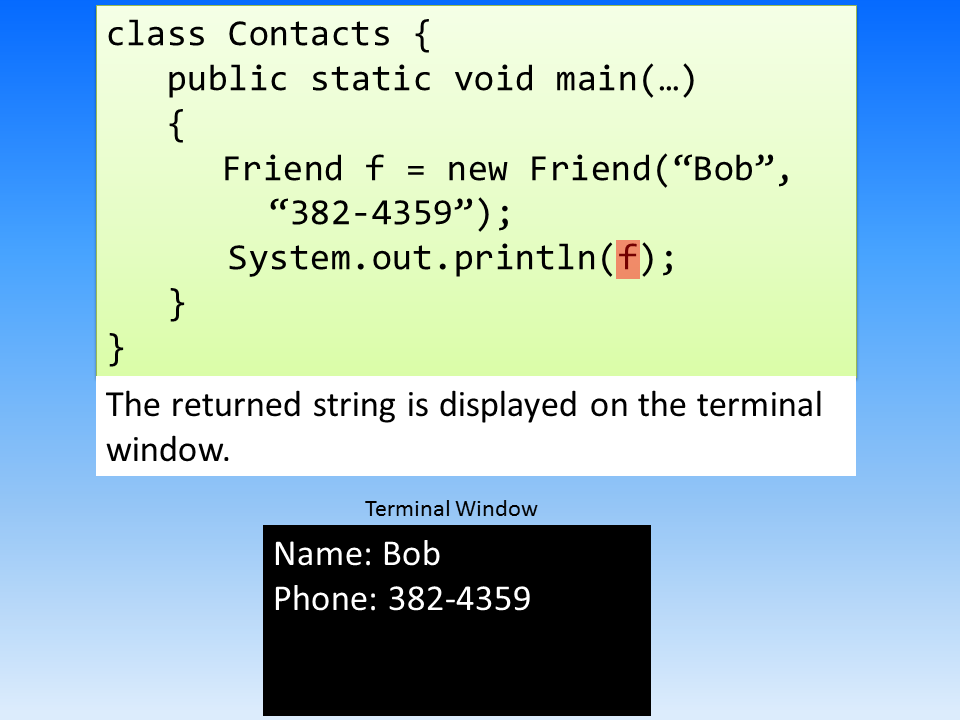 class Contacts {
public static void main(…)
{
Friend f = new Friend(“Bob”,
“382-4359”);
System.out.println(f);
}
}
The returned string is displayed on the terminal
window.
Terminal Window
Name: Bob
Phone: 382-4359